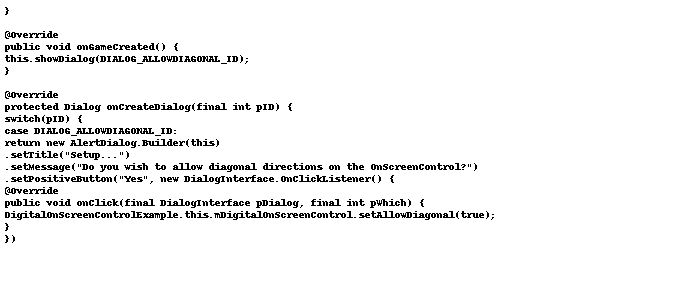 }
@Override
public void onGameCreated() {
this.showDialog(DIALOG_ALLOWDIAGONAL_ID);
}
@Override
protected Dialog onCreateDialog(final int pID) {
switch(pID) {
case DIALOG_ALLOWDIAGONAL_ID:
return new AlertDialog.Builder(this)
.setTitle("Setup...")
.setMessage("Do you wish to allow diagonal directions on the OnScreenControl?")
.setPositiveButton("Yes", new DialogInterface.OnClickListener() {
@Override
public void onClick(final DialogInterface pDialog, final int pWhich) {
DigitalOnScreenControlExample.this.mDigitalOnScreenControl.setAllowDiagonal(true);
}
})